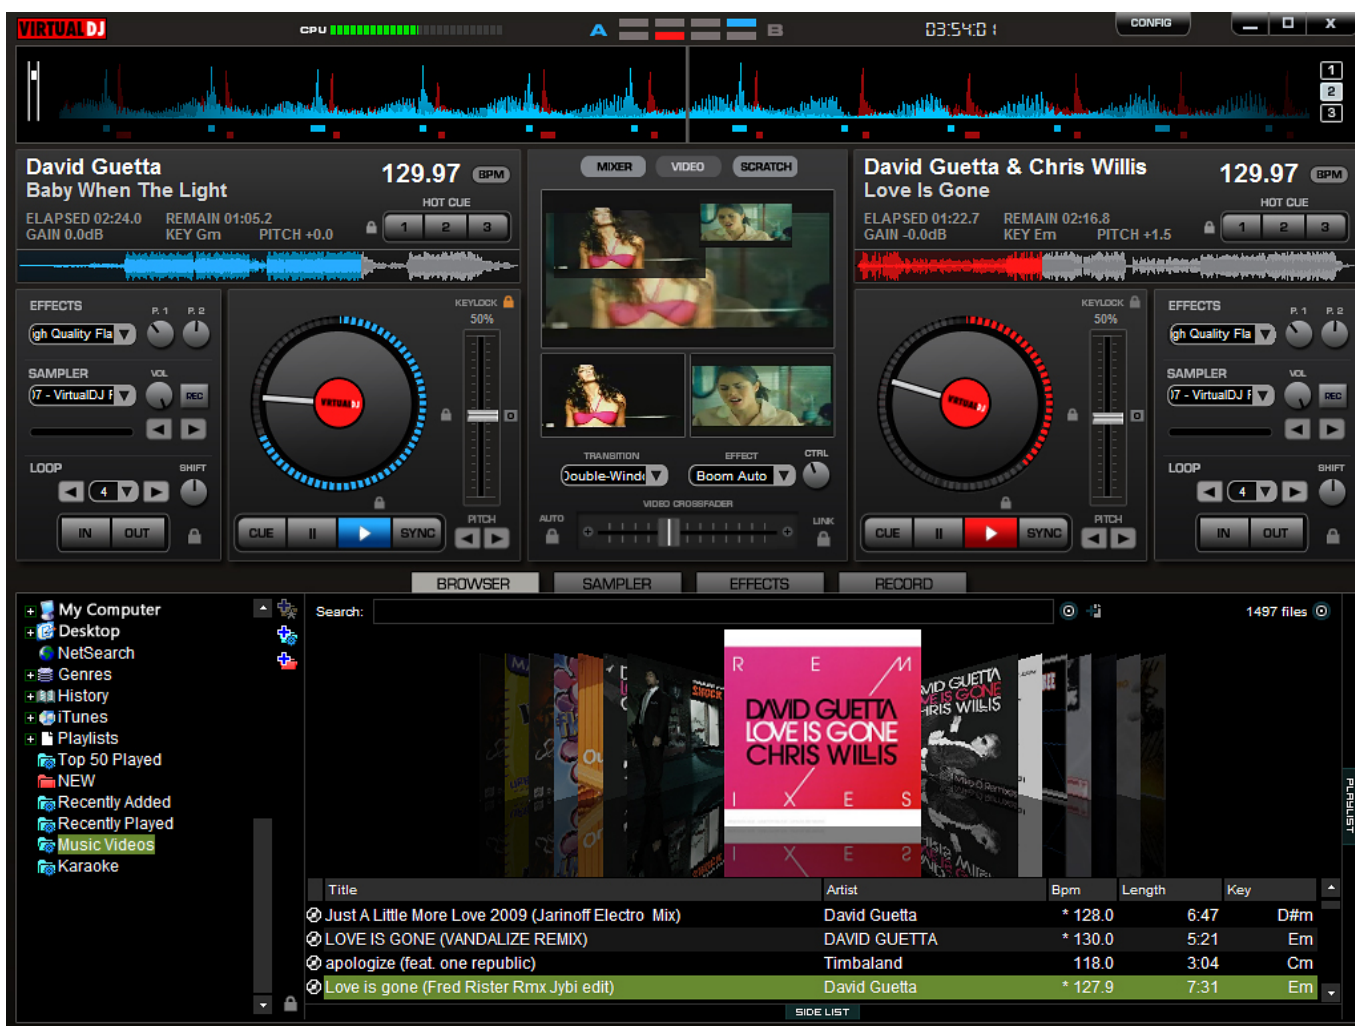 VIRTUALDJ
CPU
A
B
03:54:01
CONFIG
X
1
2
3
David Guetta
Baby When The Light
129.97 BPM
HOT CUE
ELAPSED 02:24.0 REMAIN 01:05.2
GAIN 0.0dB KEY Gm PITCH +0.0
1 2 3
MIXER VIDEO SCRATCH
David Guetta & Chris Willis
Love Is Gone
129.97 BPM
HOT CUE
ELAPSED 01:22.7 REMAIN 02:16.8
GAIN -0.0dB KEY Em PITCH +1.5
1 2 3
EFFECTS
P. 1 P. 2
igh Quality Fla
SAMPLER
VOL
07 - VirtualDJ F
REC
LOOP
SHIFT
4
IN OUT
KEYLOCK
50%
VIRTUALDJ
CUE II SYNC
PITCH
TRANSITION EFFECT CTRL
Double-Windo Boom Auto
VIDEO CROSSFADER
AUTO LINK
KEYLOCK
50%
VIRTUALDJ
CUE II SYNC
PITCH
EFFECTS
P. 1 P. 2
igh Quality Fla
SAMPLER
VOL
07 - VirtualDJ F
REC
LOOP
SHIFT
4
IN OUT
BROWSER SAMPLER EFFECTS RECORD
My Computer
Desktop
NetSearch
Genres
History
iTunes
Playlists
Top 50 Played
NEW
Recently Added
Recently Played
Music Videos
Karaoke
Search:
1497 files
R E M
DAVID GUETTA
LOVE IS GONE
CHRIS WILLIS
I X E S
PLAYLIST
Title Artist Bpm Length Key
Just A Little More Love 2009 (Jarinoff Electro Mix) David Guetta * 128.0 6:47 D#m
LOVE IS GONE (VANDALIZE REMIX) DAVID GUETTA * 130.0 5:21 Em
apologize (feat. one republic) Timbaland 118.0 3:04 Cm
Love is gone (Fred Rister Rmx Jybi edit) David Guetta * 127.9 7:31 Em
SIDE LIST